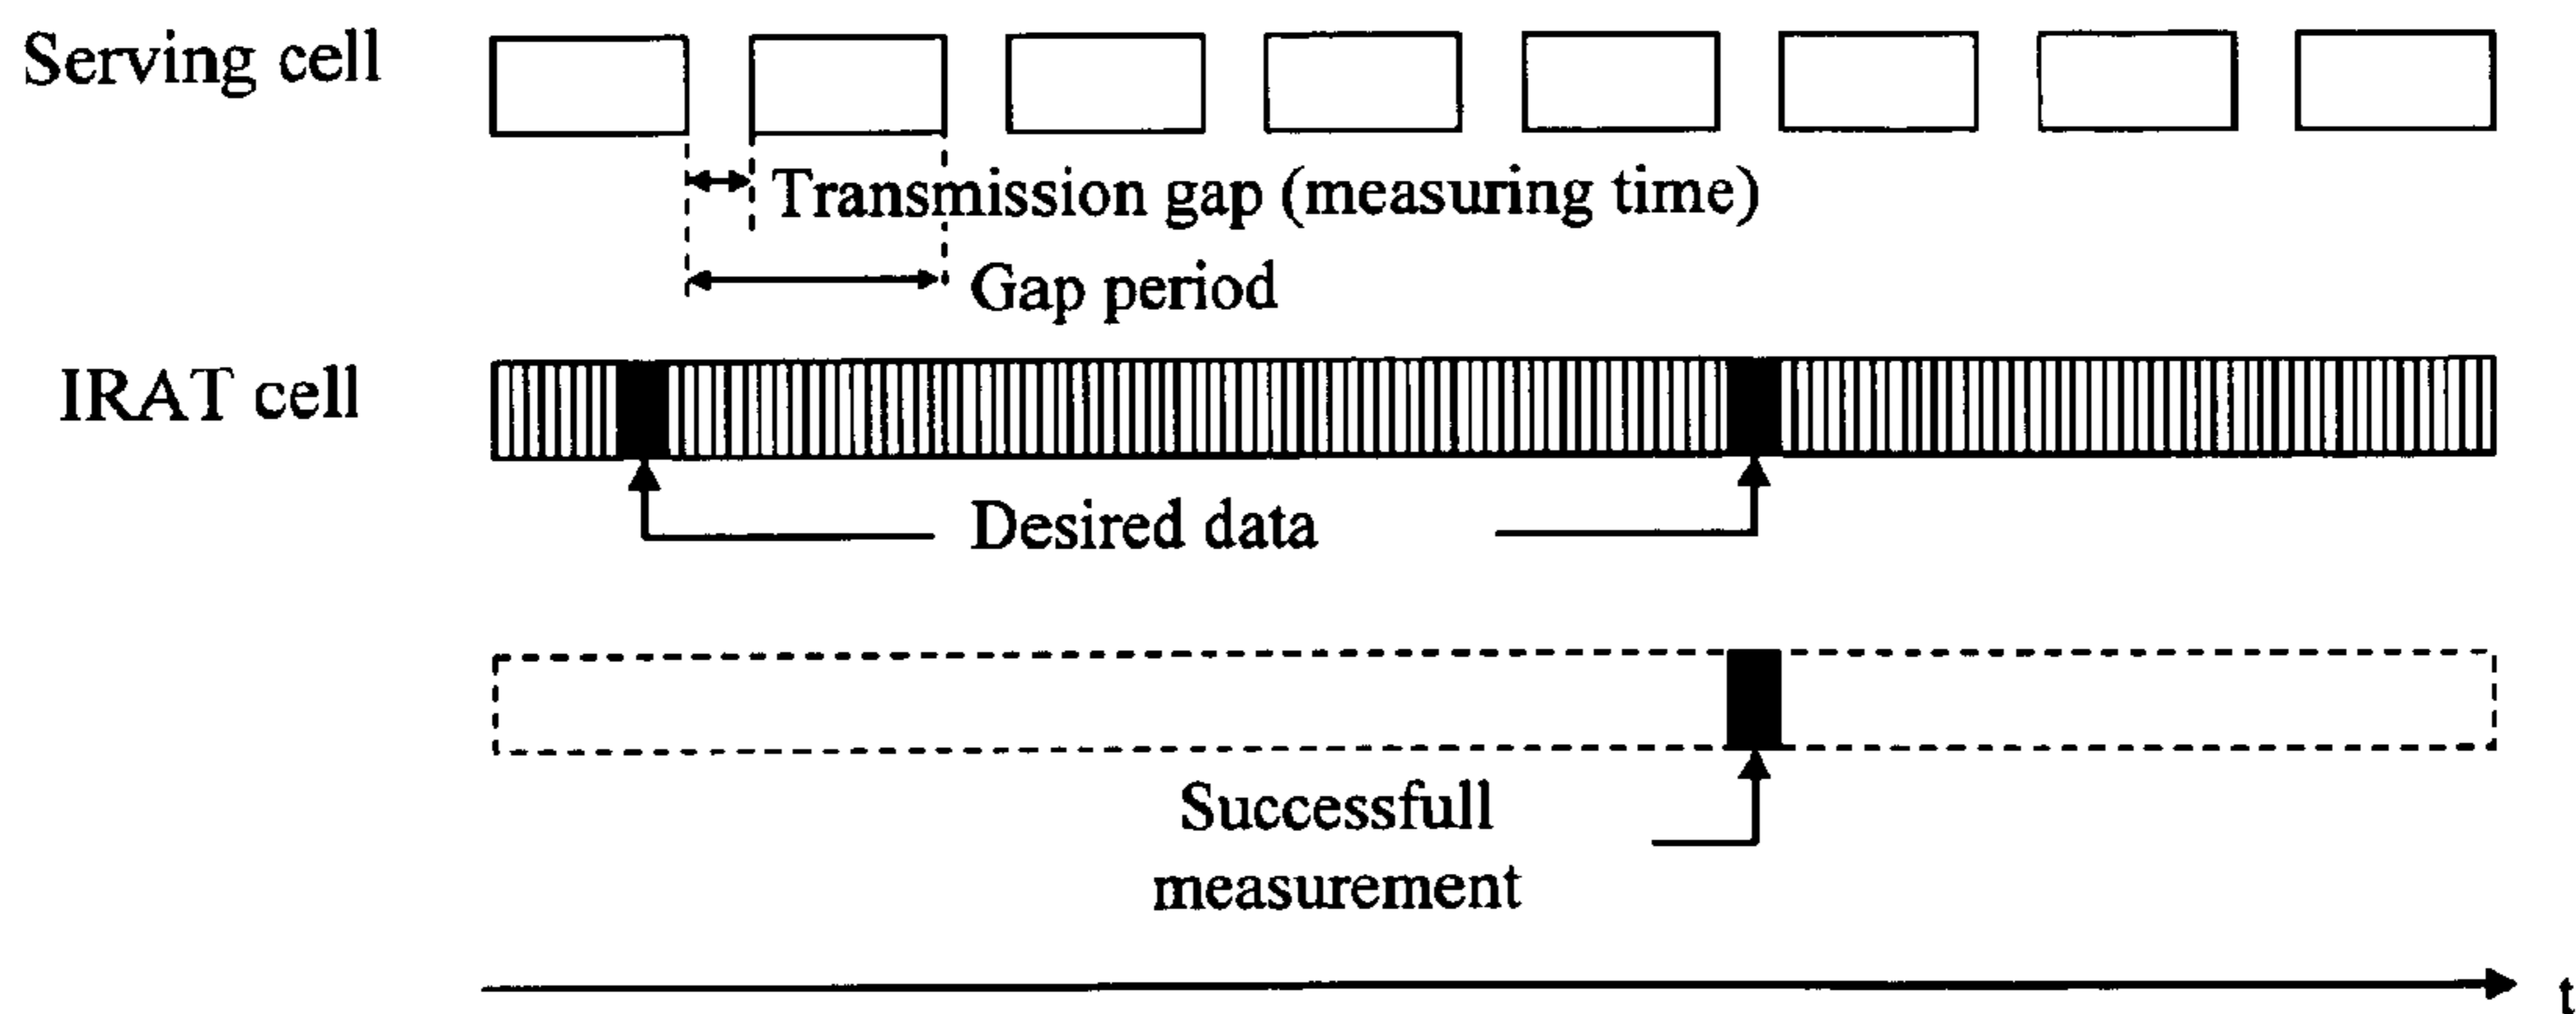 Serving cell
Transmission gap (measuring time)
Gap period
IRAT cell
Desired data
Successfull
measurement
t